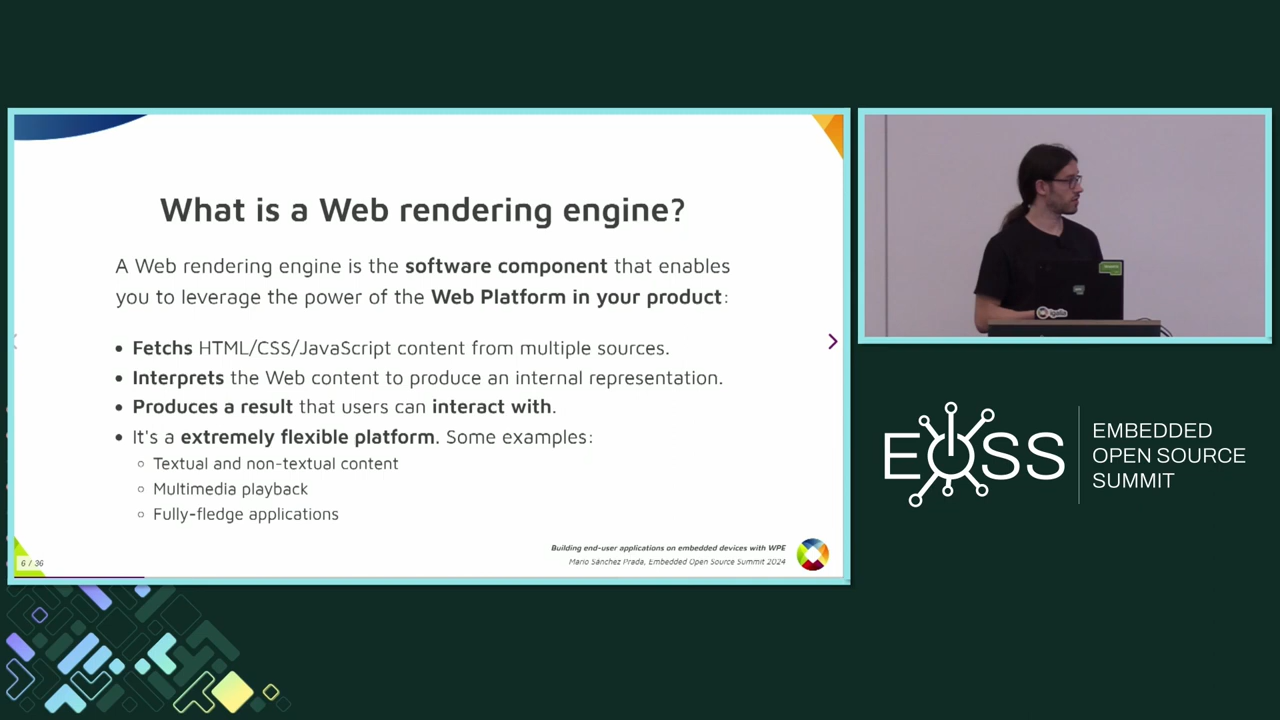 What is a Web rendering engine?
A Web rendering engine is the software component that enables
you to leverage the power of the Web Platform in your product:
• Fetchs HTML/CSS/JavaScript content from multiple sources.
• Interprets the Web content to produce an internal representation.
• Produces a result that users can interact with.
• It's a extremely flexible platform. Some examples:
◦ Textual and non-textual content
◦ Multimedia playback
◦ Fully-fledge applications
Building end-user applications on embedded devices with WPE
Mario Sánchez Prada, Embedded Open Source Summit 2024
6 / 36
EOSS
EMBEDDED
OPEN SOURCE
SUMMIT